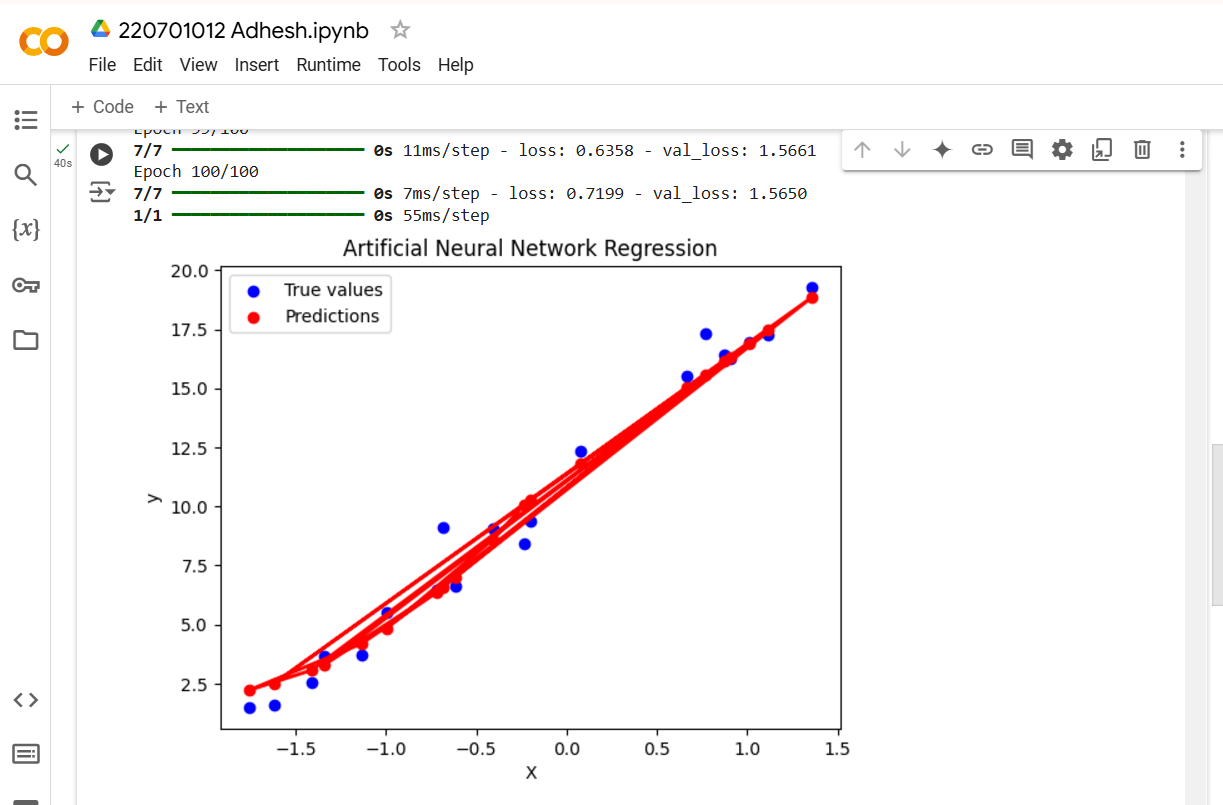 220701012 Adhesh.ipynb
File Edit View Insert Runtime Tools Help
+ Code + Text
Epoch 99/100
7/7 0s 11ms/step - loss: 0.6358 - val_loss: 1.5661
40s
Epoch 100/100
7/7 0s 7ms/step - loss: 0.7199 - val_loss: 1.5650
1/1 0s 55ms/step
{x}
Artificial Neural Network Regression
True values
Predictions
20.0
17.5
15.0
12.5
10.0
7.5
5.0
2.5
y
−1.5 −1.0 −0.5 0.0 0.5 1.0 1.5
X